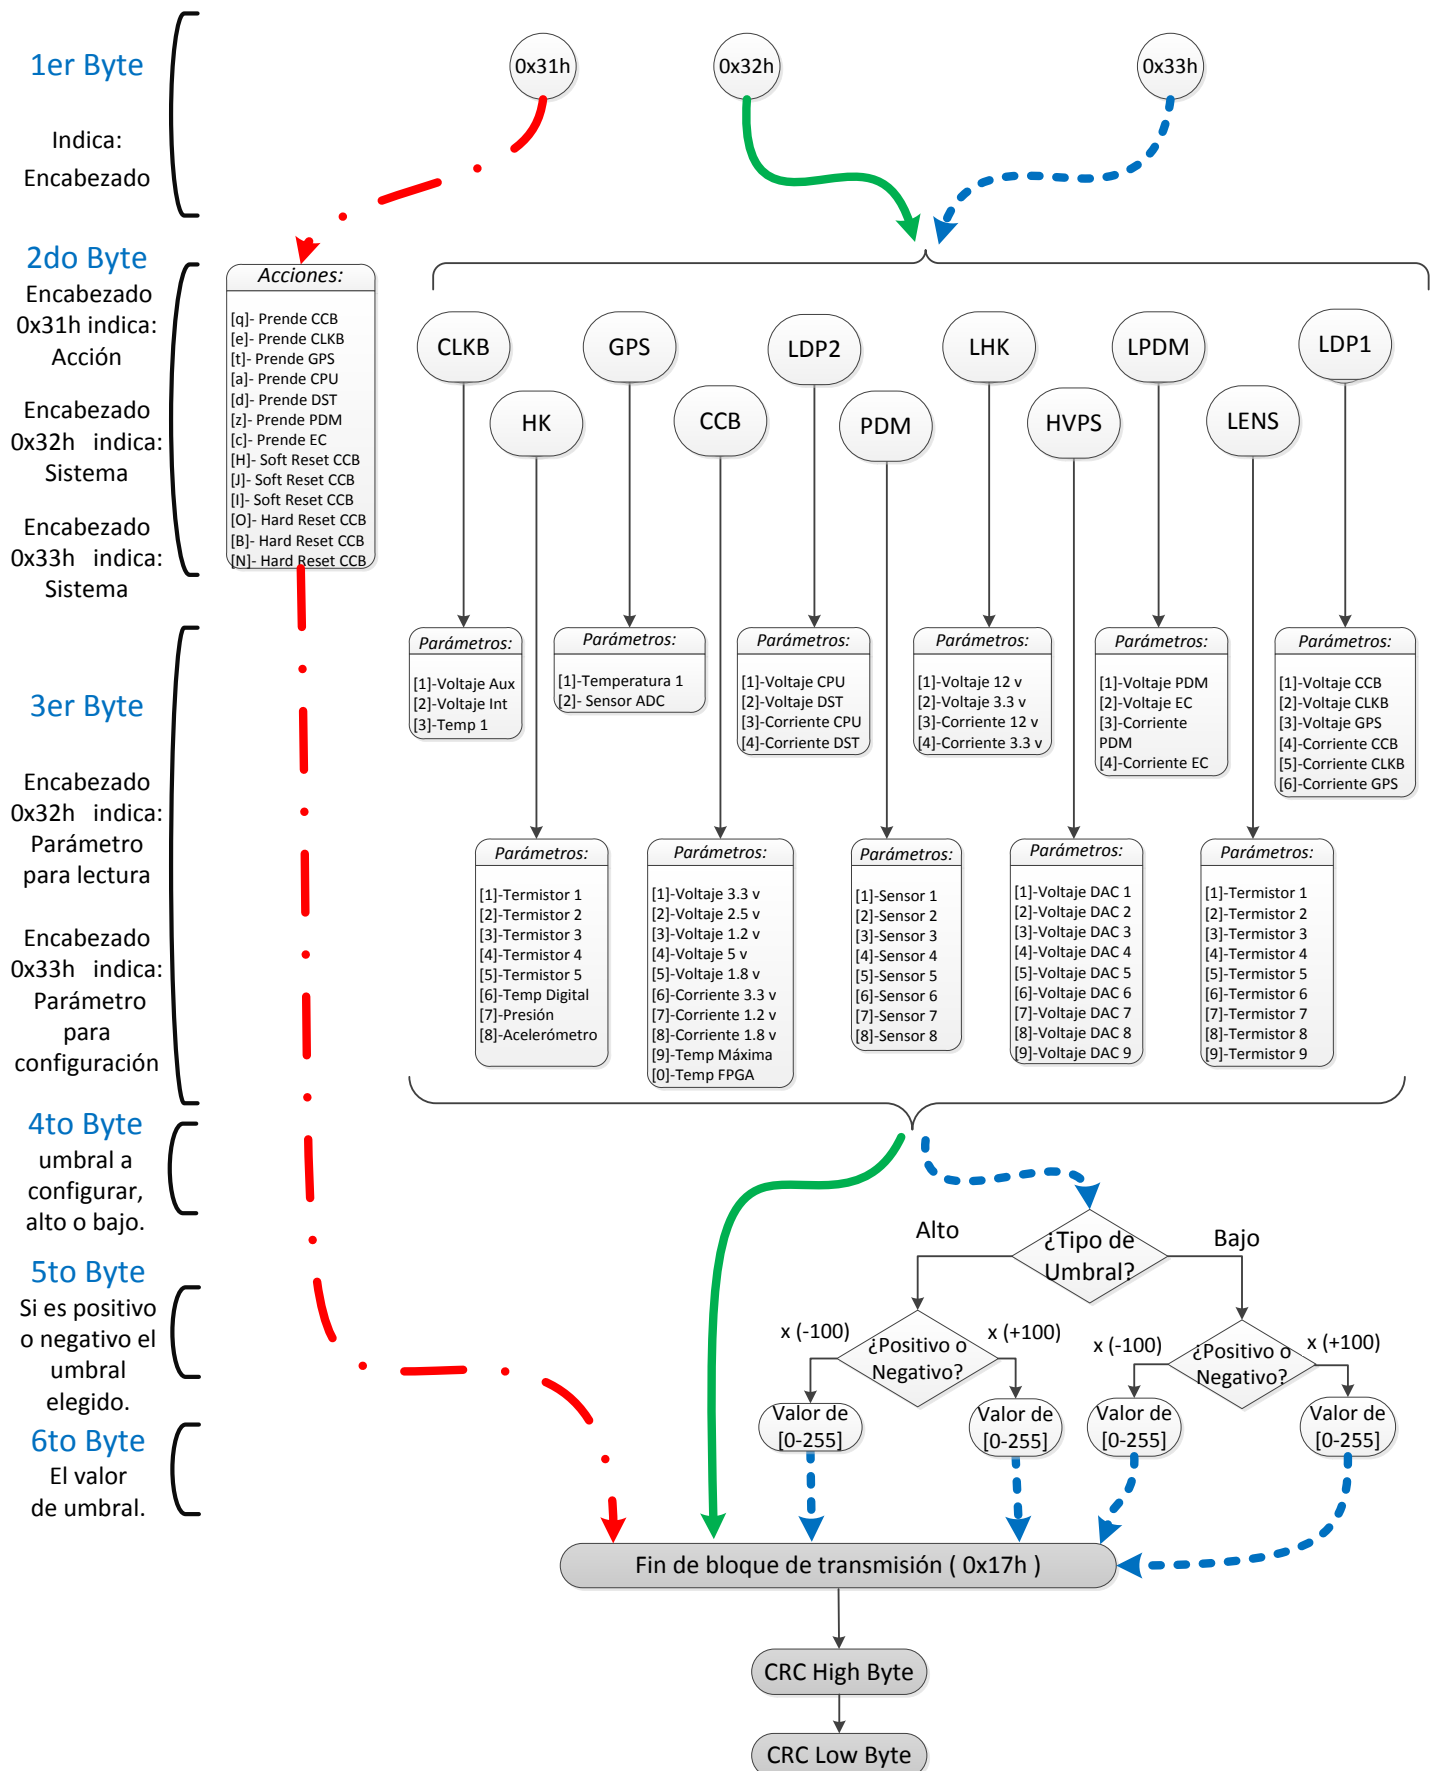 1er Byte
Indica:
Encabezado
0x31h
0x32h
0x33h
2do Byte
Encabezado
0x31h indica:
Acción
Encabezado
0x32h indica:
Sistema
Encabezado
0x33h indica:
Sistema
Acciones:
[q]- Prende CCB
[e]- Prende CLKB
[t]- Prende GPS
[a]- Prende CPU
[d]- Prende DST
[z]- Prende PDM
[c]- Prende EC
[H]- Soft Reset CCB
[J]- Soft Reset CCB
[I]- Soft Reset CCB
[O]- Hard Reset CCB
[B]- Hard Reset CCB
[N]- Hard Reset CCB
CLKB
GPS
LDP2
LHK
LPDM
LDP1
HK
CCB
PDM
HVPS
LENS
3er Byte
Encabezado
0x32h indica:
Parámetro
para lectura
Encabezado
0x33h indica:
Parámetro
para
configuración
Parámetros:
[1]-Voltaje Aux
[2]-Voltaje Int
[3]-Temp 1
Parámetros:
[1]-Temperatura 1
[2]- Sensor ADC
Parámetros:
[1]-Voltaje CPU
[2]-Voltaje DST
[3]-Corriente CPU
[4]-Corriente DST
Parámetros:
[1]-Voltaje 12 v
[2]-Voltaje 3.3 v
[3]-Corriente 12 v
[4]-Corriente 3.3 v
Parámetros:
[1]-Voltaje PDM
[2]-Voltaje EC
[3]-Corriente
PDM
[4]-Corriente EC
Parámetros:
[1]-Voltaje CCB
[2]-Voltaje CLKB
[3]-Voltaje GPS
[4]-Corriente CCB
[5]-Corriente CLKB
[6]-Corriente GPS
Parámetros:
[1]-Termistor 1
[2]-Termistor 2
[3]-Termistor 3
[4]-Termistor 4
[5]-Termistor 5
[6]-Temp Digital
[7]-Presión
[8]-Acelerómetro
Parámetros:
[1]-Voltaje 3.3 v
[2]-Voltaje 2.5 v
[3]-Voltaje 1.2 v
[4]-Voltaje 5 v
[5]-Voltaje 1.8 v
[6]-Corriente 3.3 v
[7]-Corriente 1.2 v
[8]-Corriente 1.8 v
[9]-Temp Máxima
[0]-Temp FPGA
Parámetros:
[1]-Sensor 1
[2]-Sensor 2
[3]-Sensor 3
[4]-Sensor 4
[5]-Sensor 5
[6]-Sensor 6
[7]-Sensor 7
[8]-Sensor 8
Parámetros:
[1]-Voltaje DAC 1
[2]-Voltaje DAC 2
[3]-Voltaje DAC 3
[4]-Voltaje DAC 4
[5]-Voltaje DAC 5
[6]-Voltaje DAC 6
[7]-Voltaje DAC 7
[8]-Voltaje DAC 8
[9]-Voltaje DAC 9
Parámetros:
[1]-Termistor 1
[2]-Termistor 2
[3]-Termistor 3
[4]-Termistor 4
[5]-Termistor 5
[6]-Termistor 6
[7]-Termistor 7
[8]-Termistor 8
[9]-Termistor 9
4to Byte
umbral a
configurar,
alto o bajo.
5to Byte
Si es positivo
o negativo el
umbral
elegido.
6to Byte
El valor
de umbral.
Alto
¿Tipo de
Umbral?
Bajo
x (-100)
¿Positivo o
Negativo?
x (+100)
x (-100)
¿Positivo o
Negativo?
x (+100)
Valor de
[0-255]
Valor de
[0-255]
Valor de
[0-255]
Valor de
[0-255]
Fin de bloque de transmisión ( 0x17h )
CRC High Byte
CRC Low Byte